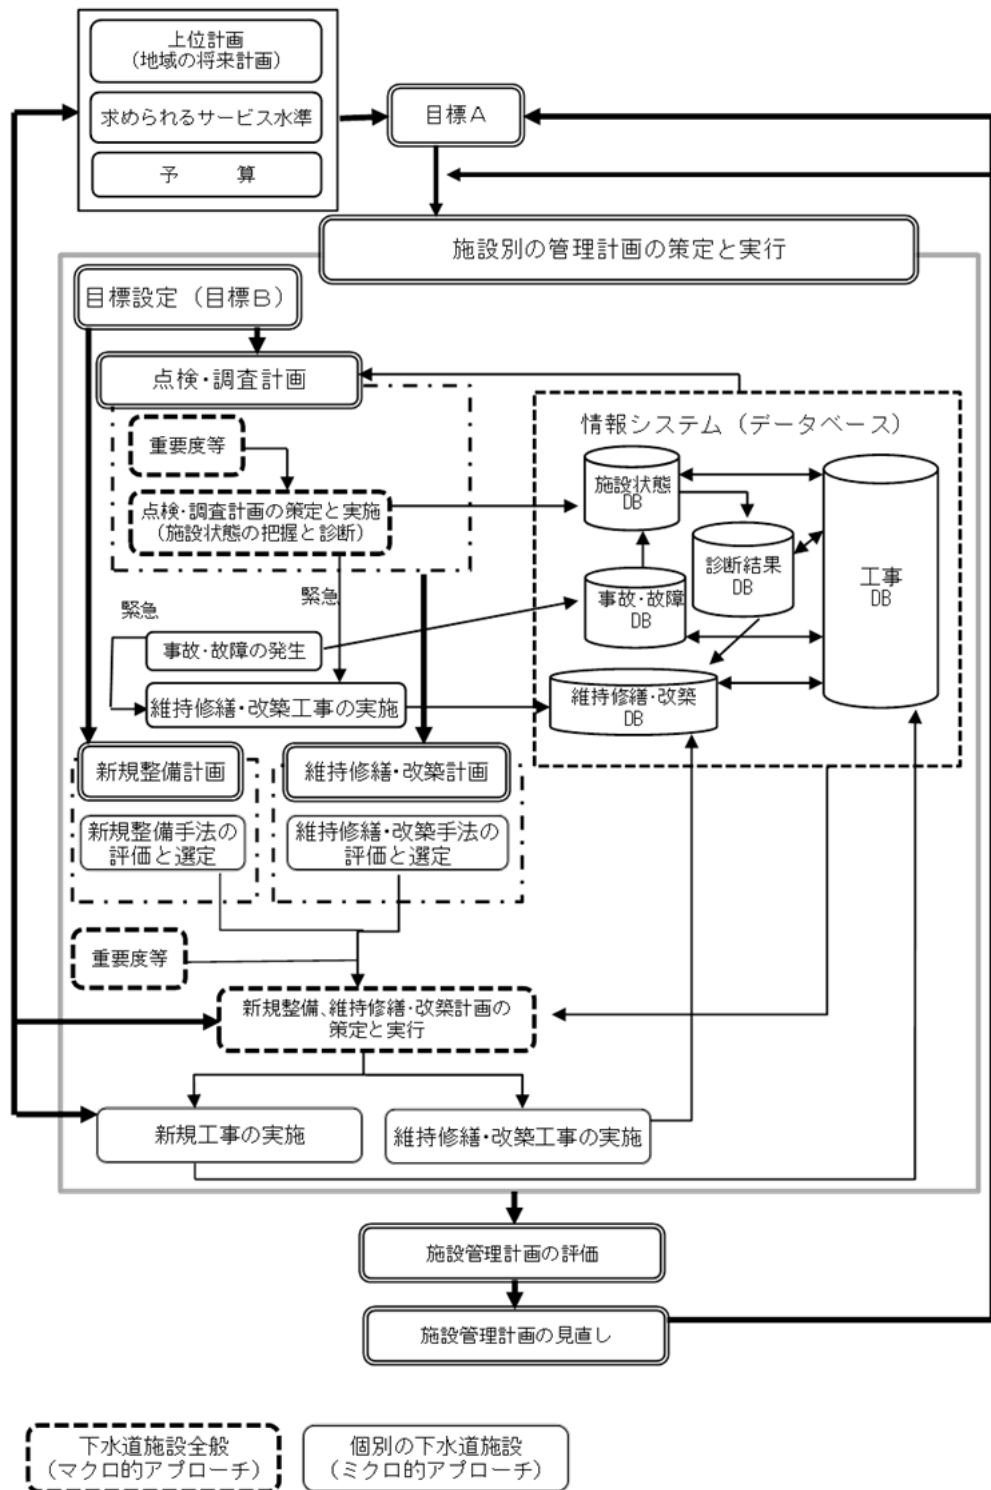 上位計画
(地域の将来計画)
求められるサービス水準
予　　算
目標A
施設別の管理計画の策定と実行
目標設定(目標B)
点検・調査計画
重要度等
点検・調査計画の策定と実施
(施設状態の把握と診断)
情報システム(データベース)
施設状態
DB
診断結果
DB
事故・故障
DB
工事
DB
維持修繕・改築
DB
緊急
緊急
事故・故障の発生
維持修繕・改築工事の実施
新規整備計画
維持修繕・改築計画
新規整備手法の
評価と選定
維持修繕・改築手法の
評価と選定
重要度等
新規整備、維持修繕・改築計画の
策定と実行
新規工事の実施
維持修繕・改築工事の実施
施設管理計画の評価
施設管理計画の見直し
下水道施設全般
(マクロ的アプローチ)
個別の下水道施設
(ミクロ的アプローチ)